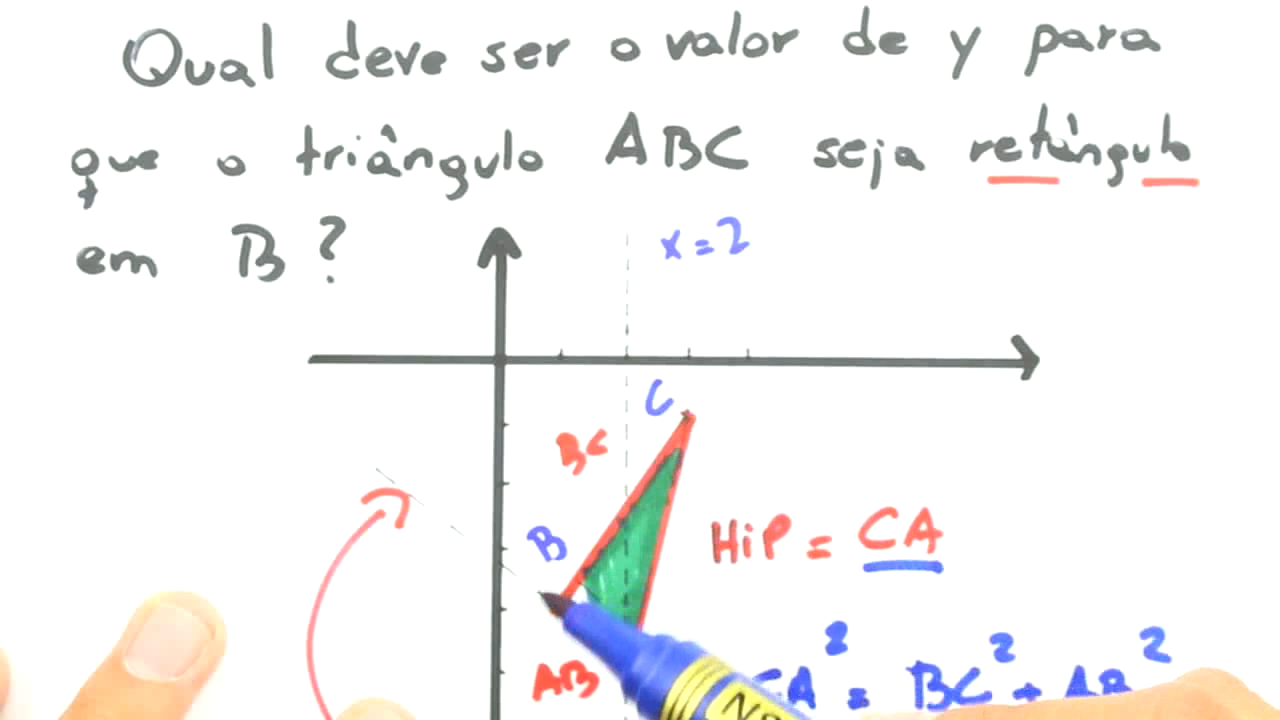 Qual deve ser o valor de y para
que o triângulo ABC seja retângulo
em B?
x = 2
C
BC
B
HiP = CA
AB
CA² = BC² + AB²